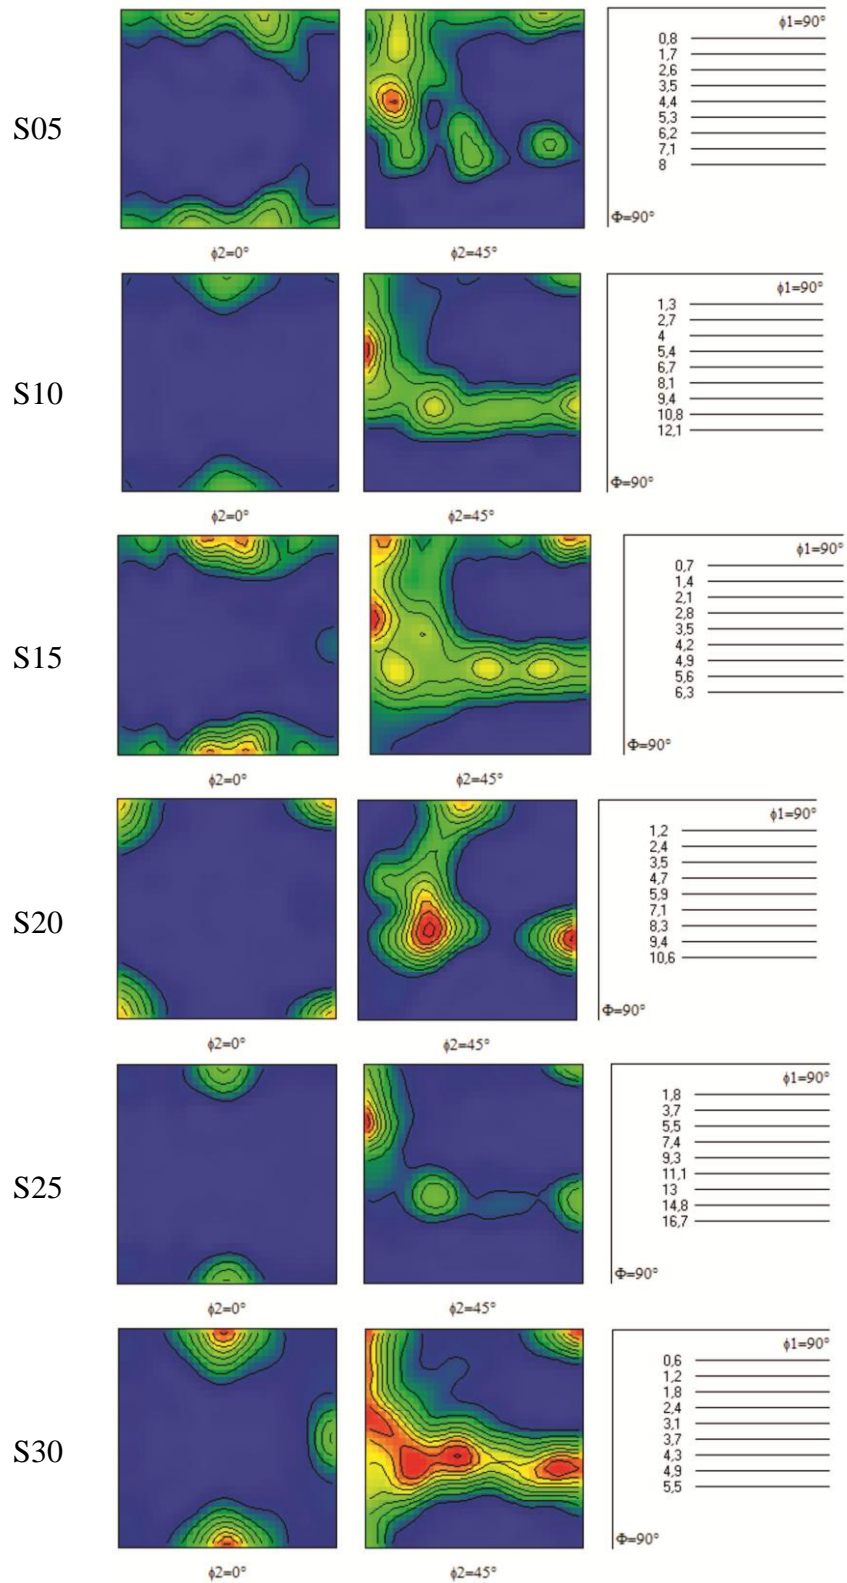 S05
φ2=0°
φ2=45°
φ1=90°
0,8
1,7
2,6
3,5
4,4
5,3
6,2
7,1
8
Φ=90°
S10
φ2=0°
φ2=45°
φ1=90°
1,3
2,7
4
5,4
6,7
8,1
9,4
10,8
12,1
Φ=90°
S15
φ2=0°
φ2=45°
φ1=90°
0,7
1,4
2,1
2,8
3,5
4,2
4,9
5,6
6,3
Φ=90°
S20
φ2=0°
φ2=45°
φ1=90°
1,2
2,4
3,5
4,7
5,9
7,1
8,3
9,4
10,6
Φ=90°
S25
φ2=0°
φ2=45°
φ1=90°
1,8
3,7
5,5
7,4
9,3
11,1
13
14,8
16,7
Φ=90°
S30
φ2=0°
φ2=45°
φ1=90°
0,6
1,2
1,8
2,4
3,1
3,7
4,3
4,9
5,5
Φ=90°